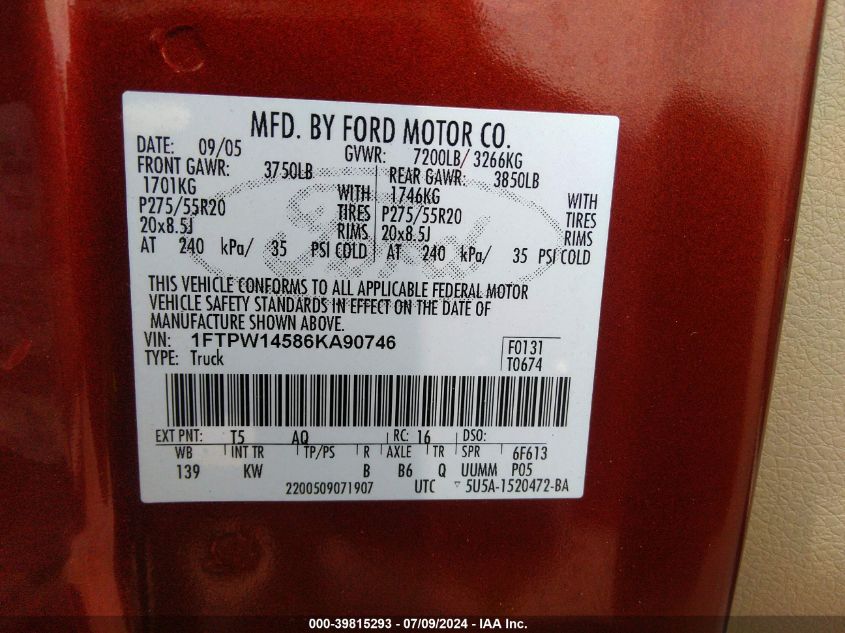 MFD. BY FORD MOTOR CO.
DATE: 09/05 GVWR: 7200LB/ 3266KG
FRONT GAWR: 3750LB REAR GAWR: 3850LB
1701KG WITH 1746KG WITH
P275/55R20 TIRES P275/55R20 TIRES
20x8.5J RIMS 20x8.5J RIMS
AT 240 kPa/ 35 PSI COLD AT 240 kPa/ 35 PSI COLD
Ford
THIS VEHICLE CONFORMS TO ALL APPLICABLE FEDERAL MOTOR
VEHICLE SAFETY STANDARDS IN EFFECT ON THE DATE OF
MANUFACTURE SHOWN ABOVE.
VIN: 1FTPW14586KA90746 F0131
TYPE: Truck T0674
EXT PNT: T5 AQ RC: 16 DSO:
WB INT TR TP/PS R AXLE TR SPR 6F613
139 KW B B6 Q UUMM P05
2200509071907 UTC 5U5A-1520472-BA
000-39815293 - 07/09/2024 - IAA Inc.